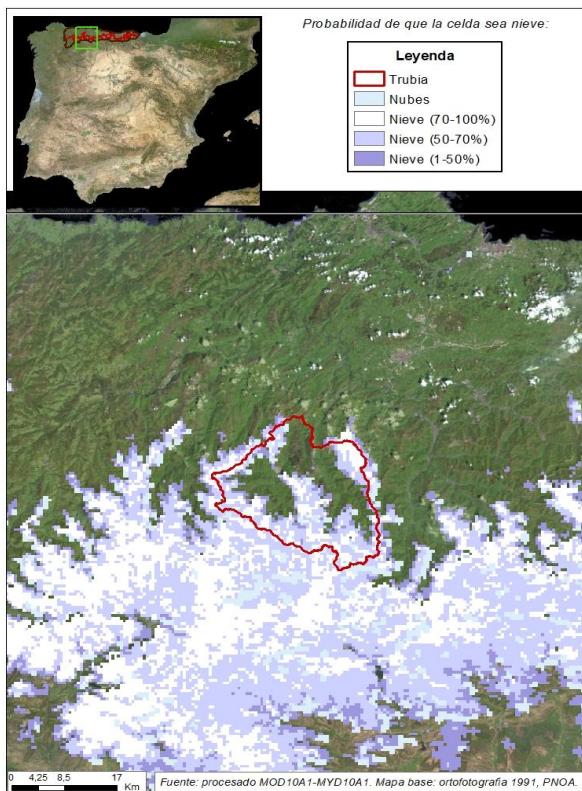 Probabilidad de que la celda sea nieve:
Leyenda
Trubia
Nubes
Nieve (70-100%)
Nieve (50-70%)
Nieve (1-50%)
0 4,25 8,5 17
Km
Fuente: procesado MOD10A1-MYD10A1. Mapa base: ortofotografia 1991, PNOA.